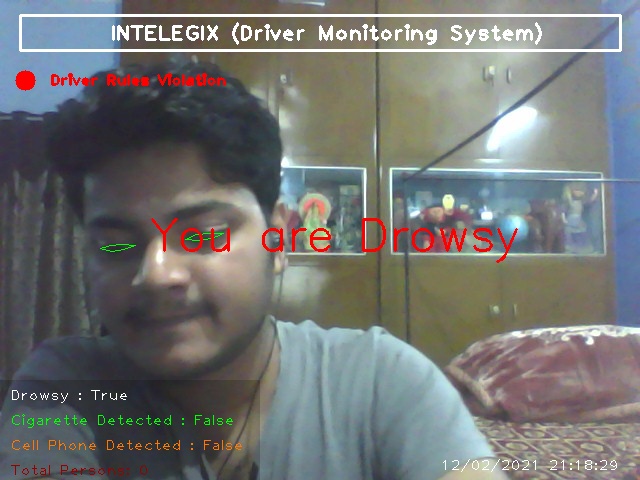 INTELEGIX (Driver Monitoring System)
Driver Rules Violation
You are Drowsy
Drowsy : True
Cigarette Detected : False
Cell Phone Detected : False
Total Persons: 0
12/02/2021 21:18:29